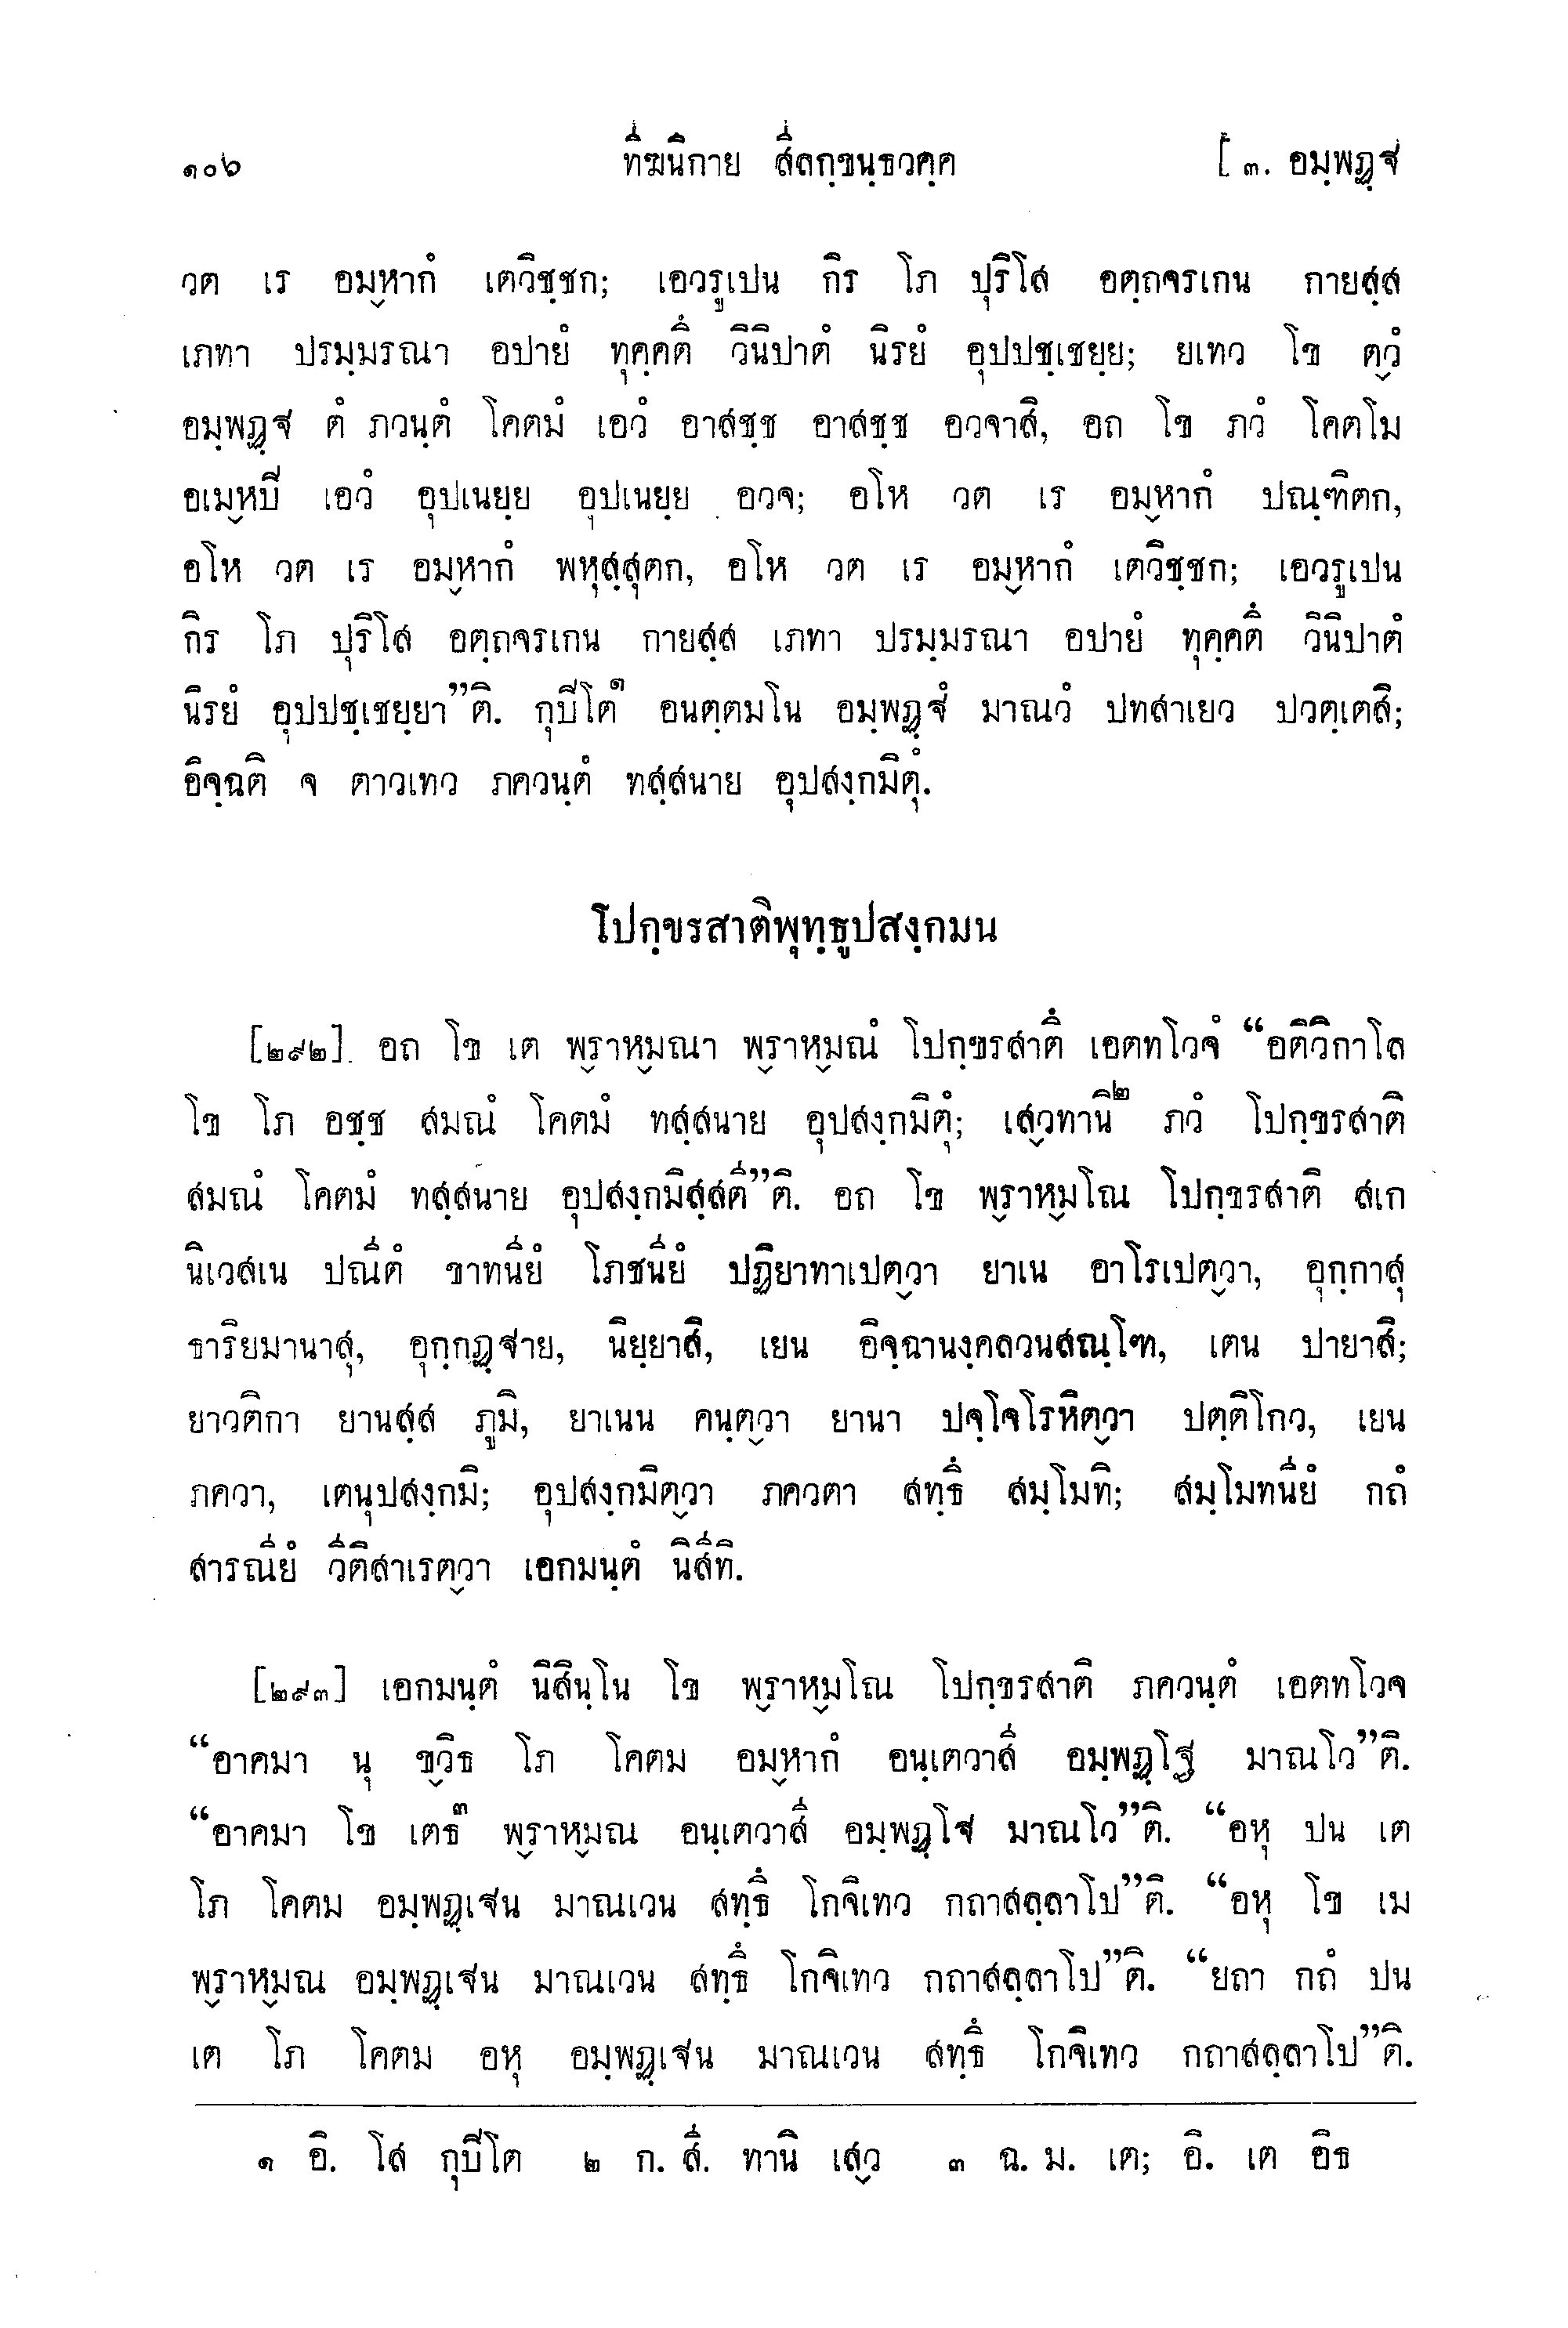 ๑๐๖ ทีฆนิกาย สีลกฺขนฺธวคฺค [ ๓. อมฺพฏฺฐ
วต เร อม๎หากํ เตวิชฺชก; เอวรูเปน กิร โภ ปุริโส อตฺถจรเกน กายสฺส
เภทา ปรมฺมรณา อปายํ ทุคฺคตึ วินิปาตํ นิรยํ อุปปชฺเชยฺย; ยเทว โข ต๎วํ
อมฺพฏฺฐ ตํ ภวนฺตํ โคตมํ เอวํ อาสชฺช อาสชฺช อวจาสิ, อถ โข ภวํ โคตโม
อเม๎หปิ เอวํ อุปเนยฺย อุปเนยฺย อวจ; อโห วต เร อม๎หากํ ปณฺฑิตก,
อโห วต เร อม๎หากํ พหุสฺสุตก, อโห วต เร อม๎หากํ เตวิชฺชก; เอวรูเปน
กิร โภ ปุริโส อตฺถจรเกน กายสฺส เภทา ปรมฺมรณา อปายํ ทุคฺคตึ วินิปาตํ
นิรยํ อุปปชฺเชยฺยา”ติ. กุปิโต๑ อนตฺตมโน อมฺพฏฺฐํ มาณวํ ปทสาเยว ปวตฺเตสิ;
อิจฺฉติ จ ตาวเทว ภควนฺตํ ทสฺสนาย อุปสงฺกมิตุํ.
โปกฺขรสาติพุทฺธูปสงฺกมน
[๒๙๒]. อถ โข เต พ๎ราห๎มณา พ๎ราห๎มณํ โปกฺขรสาตึ เอตทโวจํุ “อติวิกาโล
โข โภ อชฺช สมณํ โคตมํ ทสฺสนาย อุปสงฺกมิตุํ; เส๎วทานิ๒ ภวํ โปกฺขรสาติ
สมณํ โคตมํ ทสฺสนาย อุปสงฺกมิสฺสตี”ติ. อถ โข พ๎ราห๎มโณ โปกฺขรสาติ สเก
นิเวสเน ปณีตํ ขาทนียํ โภชนียํ ปฏิยาทาเปต๎วา ยาเน อาโรเปต๎วา, อุกฺกาสุ
ธาริยมานาสุ, อุกฺกฏฺฐาย, นิยฺยาสิ, เยน อิจฺฉานงฺคลวนสณฺโฑ, เตน ปายาสิ;
ยาวติกา ยานสฺส ภูมิ, ยาเนน คนฺต๎วา ยานา ปจฺโจโรหิต๎วา ปตฺติโกว, เยน
ภควา, เตนุปสงฺกมิ; อุปสงฺกมิต๎วา ภควตา สทฺธึ สมฺโมทิ; สมฺโมทนียํ กถํ
สารณียํ วีติสาเรต๎วา เอกมนฺตํ นิสีทิ.
[๒๙๓] เอกมนฺตํ นิสินฺโน โข พ๎ราห๎มโณ โปกฺขรสาติ ภควนฺตํ เอตทโวจ
“อาคมา นุ ข๎วิธ โภ โคตม อม๎หากํ อนฺเตวาสี อมฺพฏฺโฐ มาณโว”ติ.
“อาคมา โข เตธ๓ พ๎ราห๎มณ อนฺเตวาสี อมฺพฏฺโฐ มาณโว”ติ. “อหุ ปน เต
โภ โคตม อมฺพฏฺเฐน มาณเวน สทฺธึ โกจิเทว กถาสลฺลาโป”ติ. “อหุ โข เม
พ๎ราห๎มณ อมฺพฏฺเฐน มาณเวน สทฺธึ โกจิเทว กถาสลฺลาโป”ติ. “ยถา กถํ ปน
เต โภ โคตม อหุ อมฺพฏฺเฐน มาณเวน สทฺธึ โกจิเทว กถาสลฺลาโป”ติ.
๑ อิ. โส กุปิโต ๒ ก. สี. ทานิ เส๎ว ๓ ฉ. ม. เต; อิ. เต อิธ